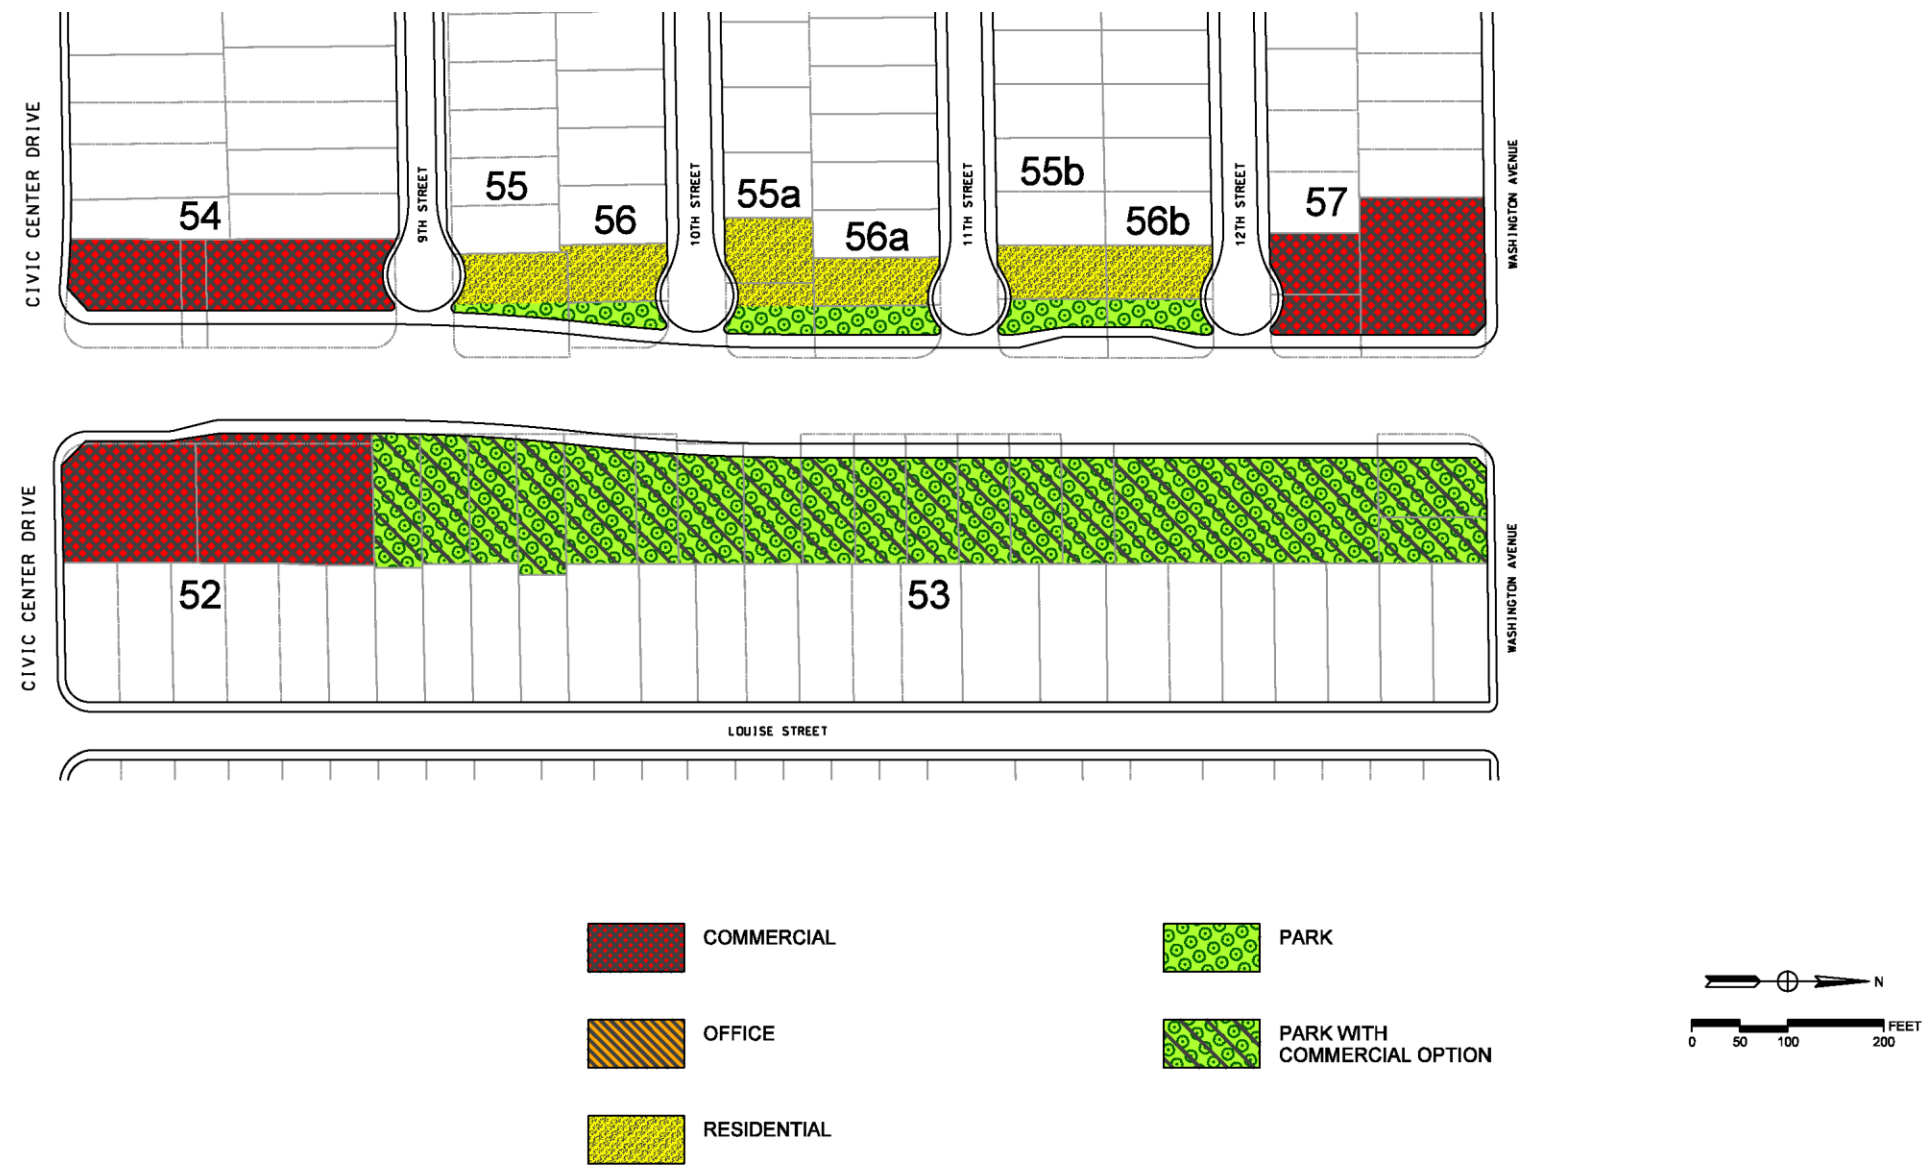 CIVIC CENTER DRIVE
9TH STREET
10TH STREET
11TH STREET
12TH STREET
WASHINGTON AVENUE
54
55
56
55a
56a
55b
56b
57
CIVIC CENTER DRIVE
52
53
WASHINGTON AVENUE
LOUISE STREET
COMMERCIAL
OFFICE
RESIDENTIAL
PARK
PARK WITH
COMMERCIAL OPTION
N
FEET
0 50 100 200